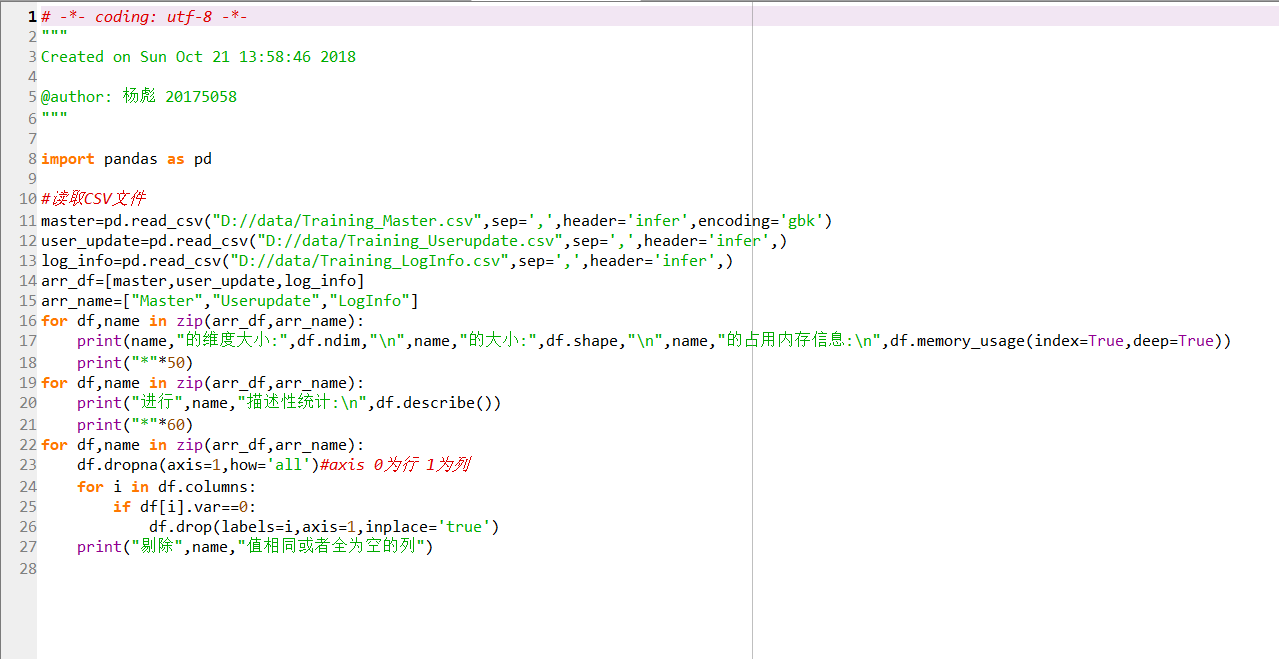 1 # -*- coding: utf-8 -*-
2 """
3 Created on Sun Oct 21 13:58:46 2018
4
5 @author: 杨彪 20175058
6 """
7
8 import pandas as pd
9
10 #读取CSV文件
11 master=pd.read_csv("D://data/Training_Master.csv",sep=',',header='infer',encoding='gbk')
12 user_update=pd.read_csv("D://data/Training_Userupdate.csv",sep=',',header='infer',)
13 log_info=pd.read_csv("D://data/Training_LogInfo.csv",sep=',',header='infer',)
14 arr_df=[master,user_update,log_info]
15 arr_name=["Master","Userupdate","LogInfo"]
16 for df,name in zip(arr_df,arr_name):
17     print(name,"的维度大小:",df.ndim,"\n",name,"的大小:",df.shape,"\n",name,"的占用内存信息:\n",df.memory_usage(index=True,deep=True))
18     print("*"*50)
19 for df,name in zip(arr_df,arr_name):
20     print("进行",name,"描述性统计:\n",df.describe())
21     print("*"*60)
22 for df,name in zip(arr_df,arr_name):
23     df.dropna(axis=1,how='all')#axis 0为行 1为列
24     for i in df.columns:
25         if df[i].var==0:
26             df.drop(labels=i,axis=1,inplace='true')
27     print("剔除",name,"值相同或者全为空的列")
28